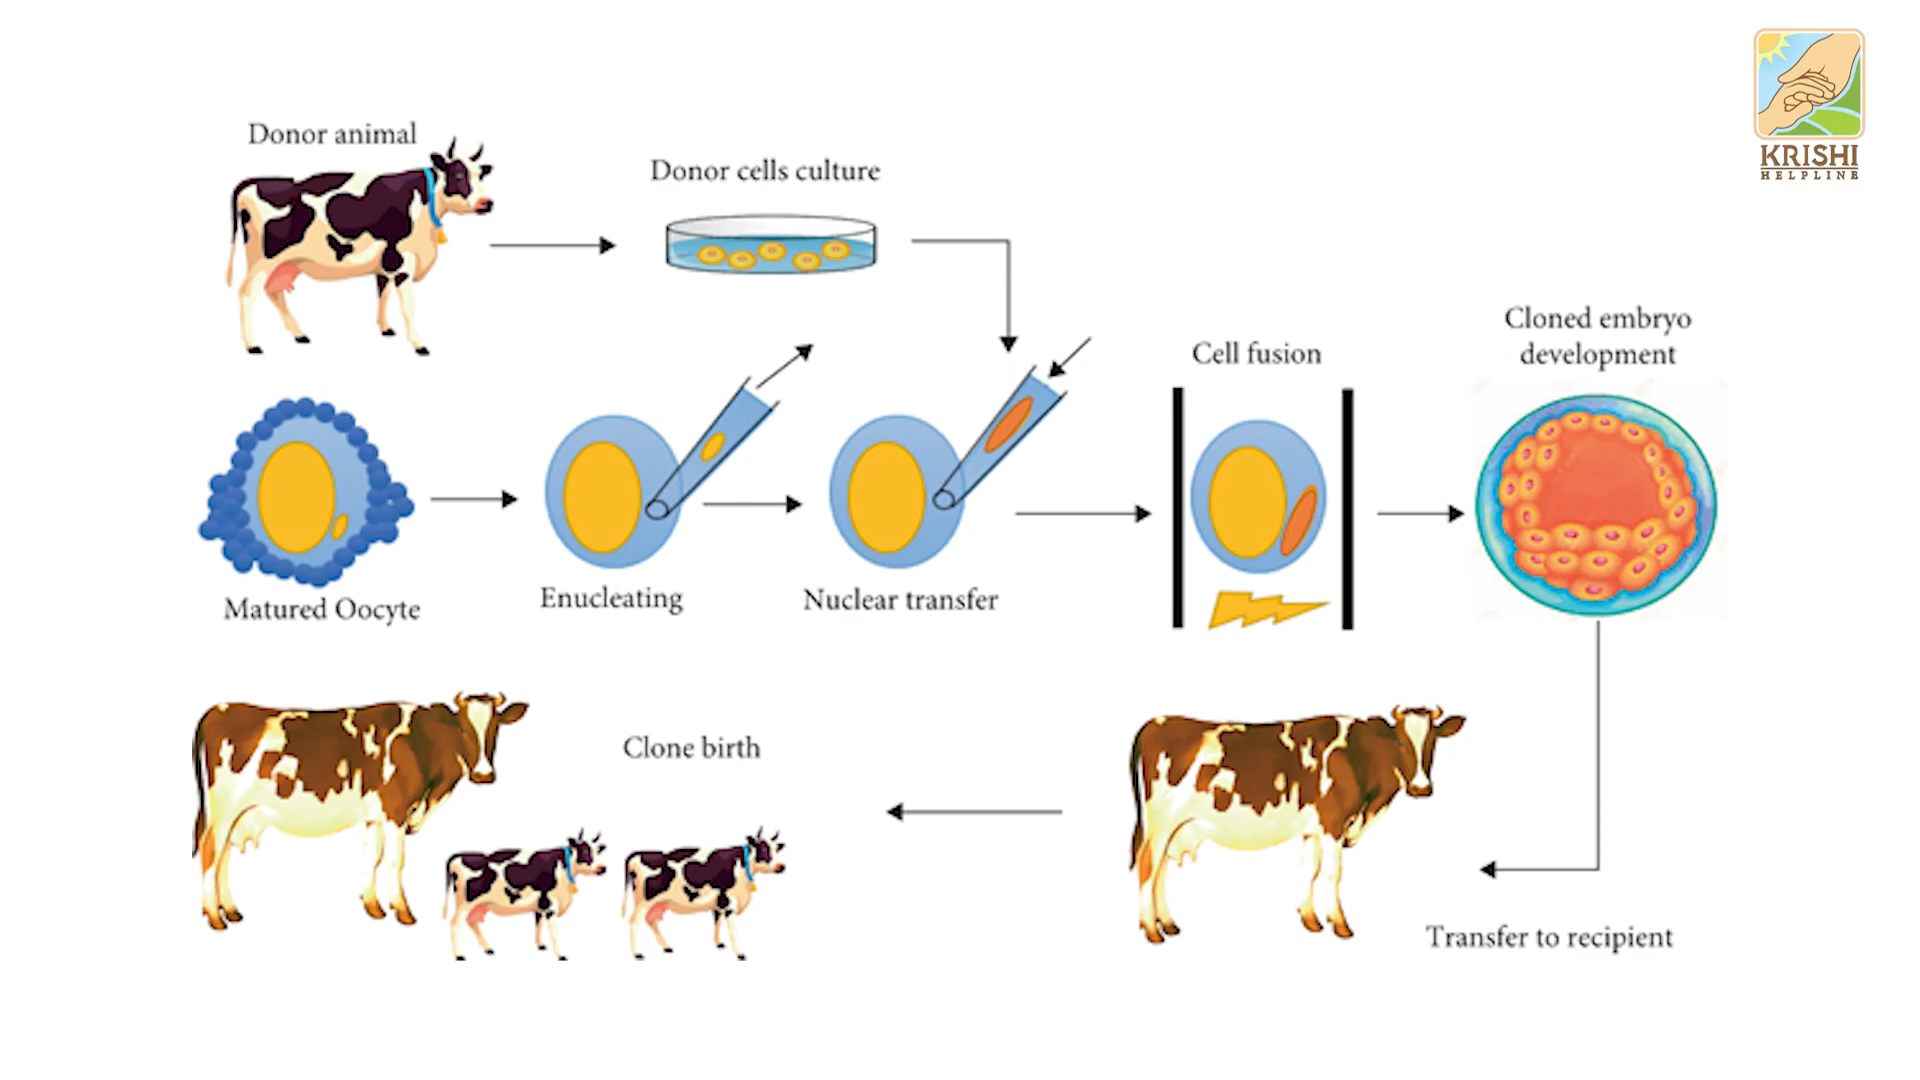 Donor animal
Donor cells culture
KRISHI
HELPLINE
Cell fusion
Cloned embryo
development
Matured Oocyte
Enucleating
Nuclear transfer
Clone birth
Transfer to recipient